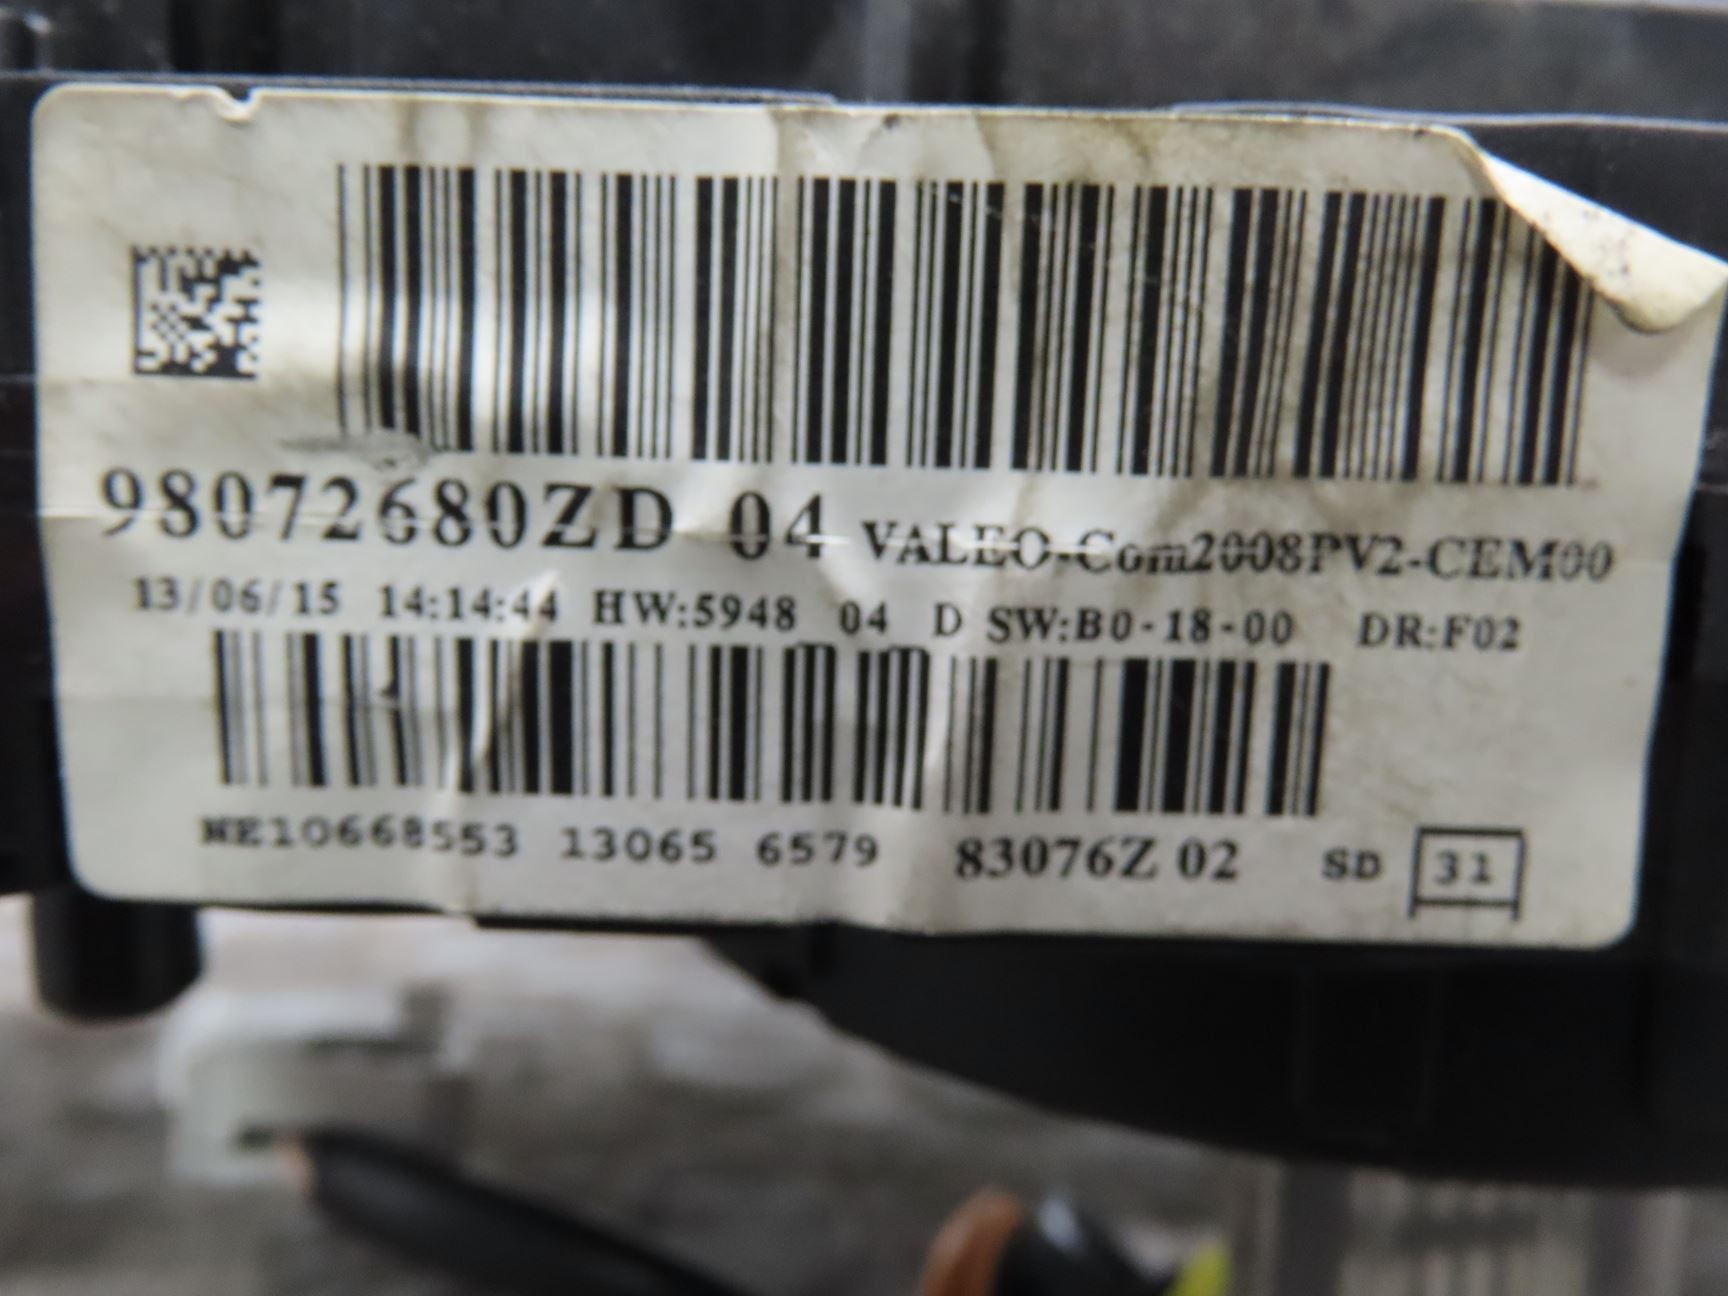 98072680ZD 04 VALEO-Com2008PV2-CEM00
13/06/15 14:14:44 HW:5948 04 D SW:B0-18-00 DR:F02
NE10668553 13065 6579 83076Z 02 SD 31